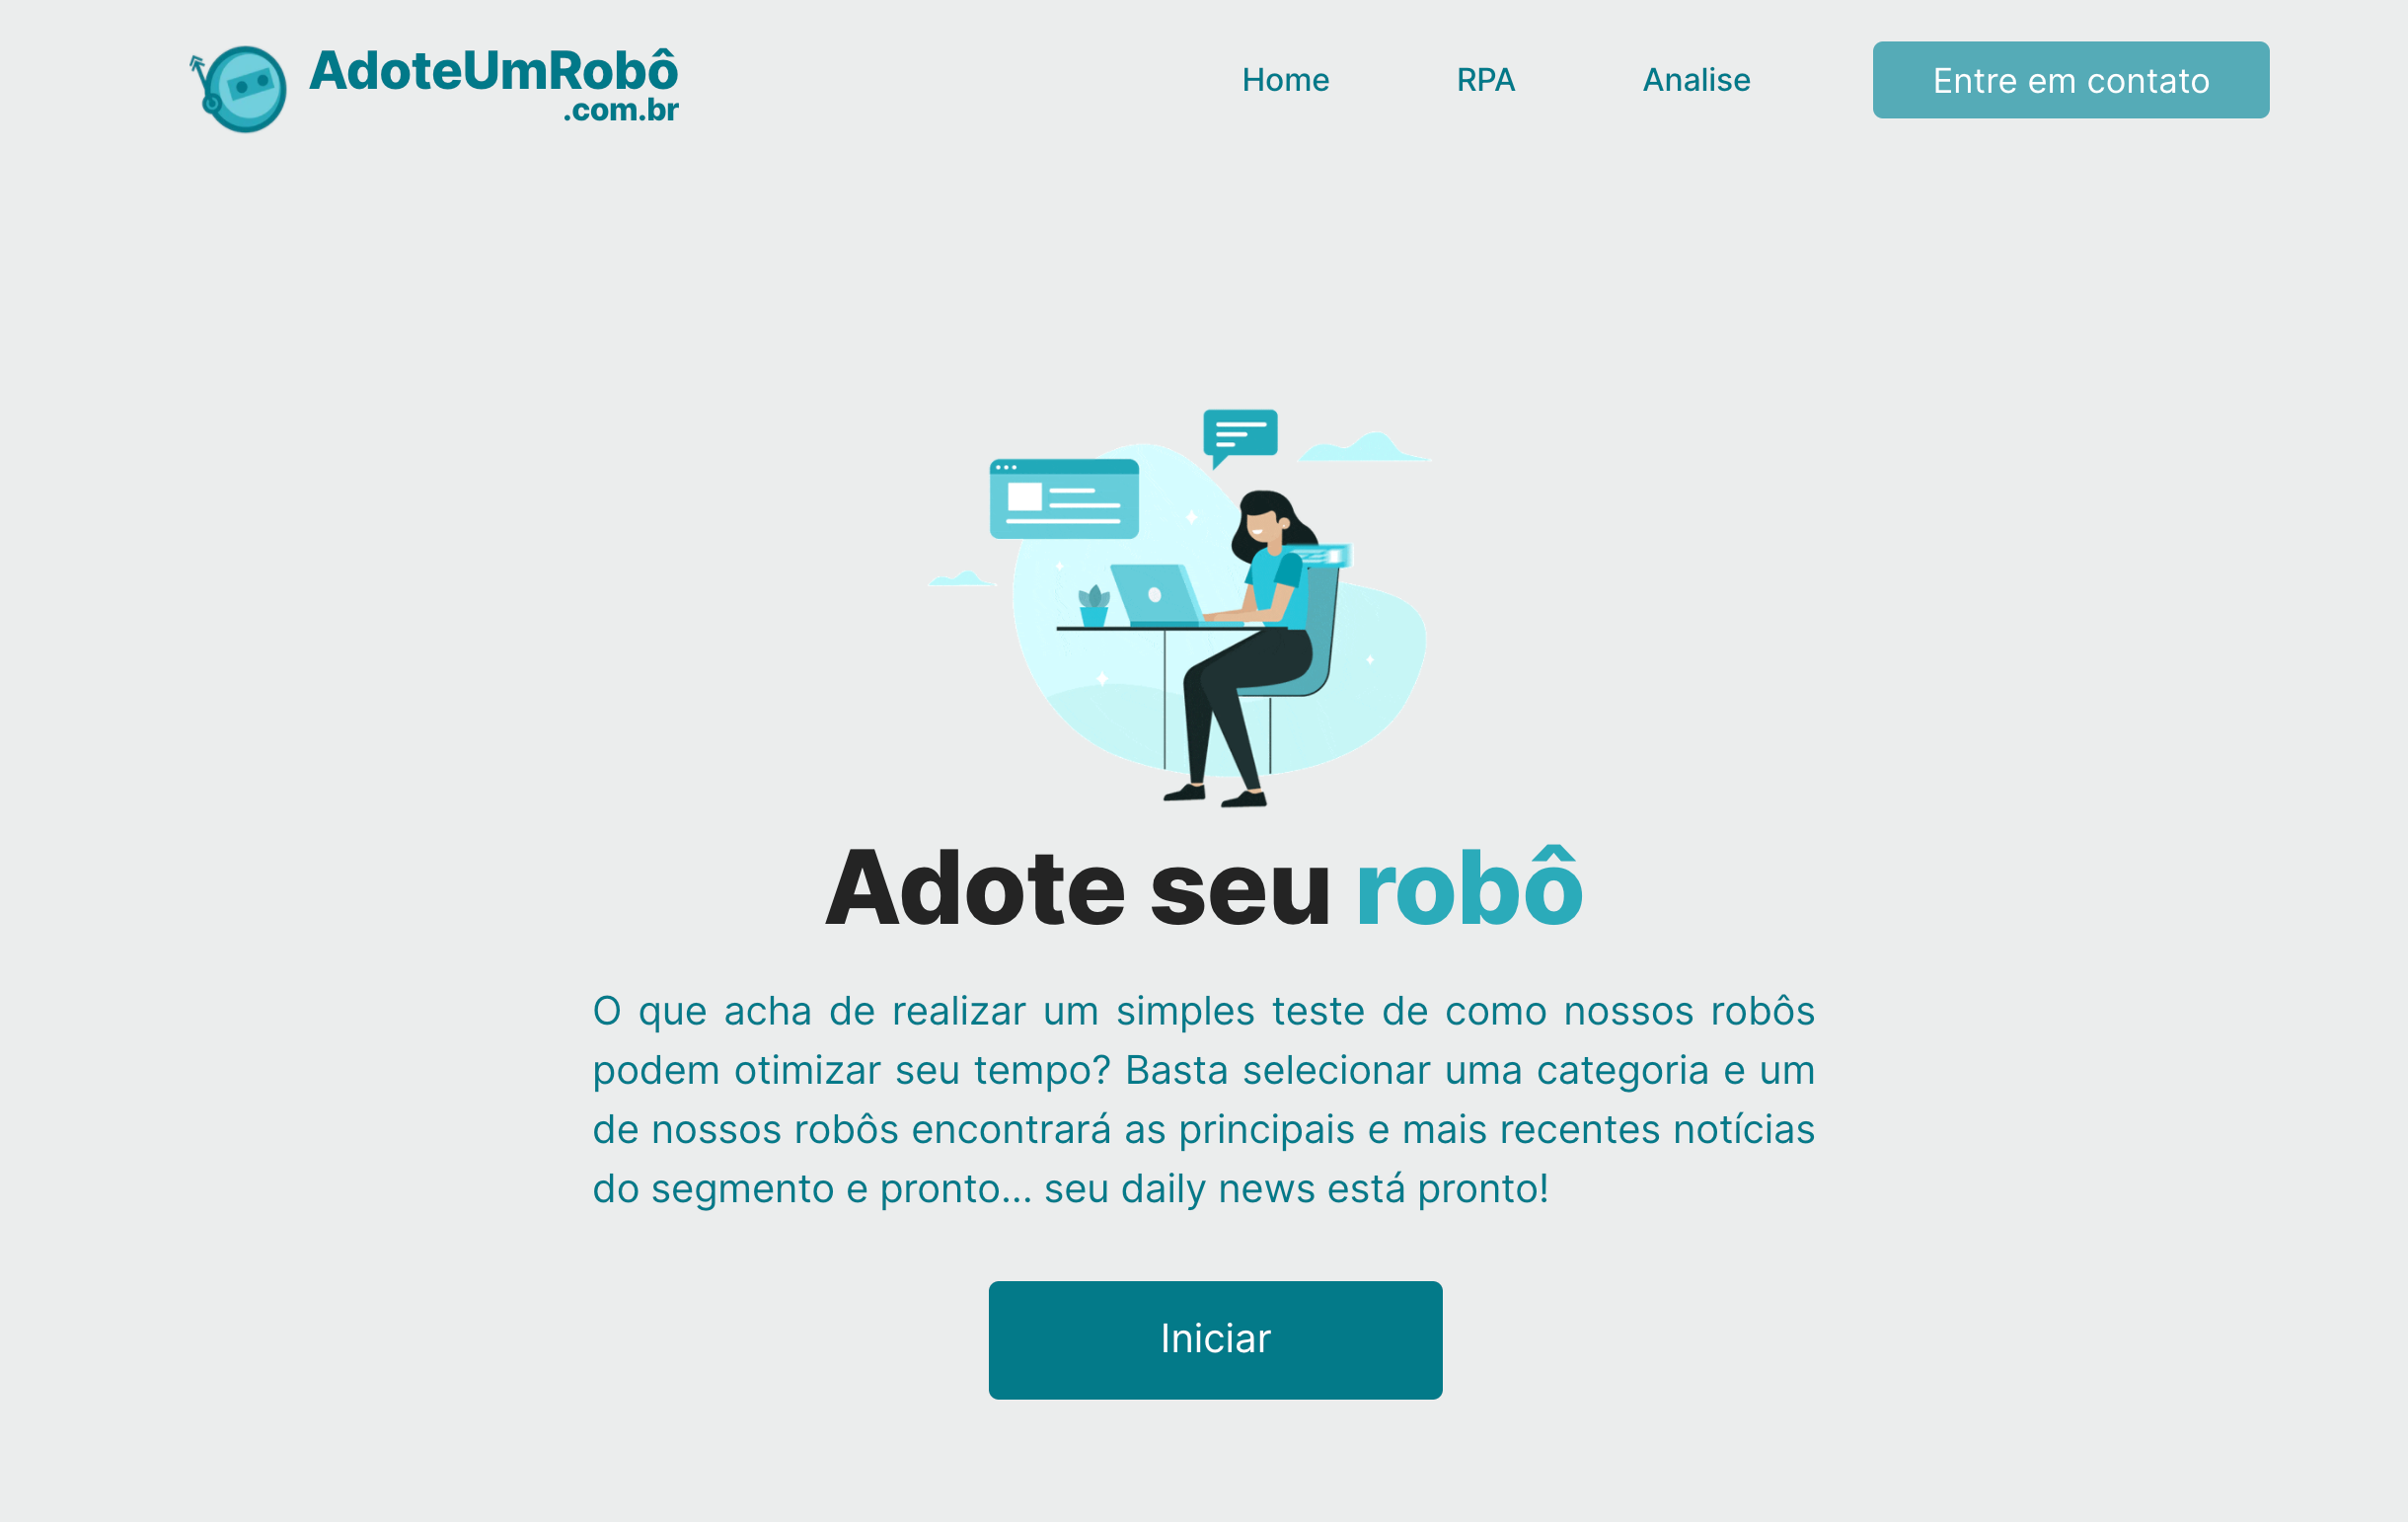 AdoteUmRobô
.com.br
Home
RPA
Analise
Entre em contato
Adote seu robô
O que acha de realizar um simples teste de como nossos robôs
podem otimizar seu tempo? Basta selecionar uma categoria e um
de nossos robôs encontrará as principais e mais recentes notícias
do segmento e pronto... seu daily news está pronto!
Iniciar